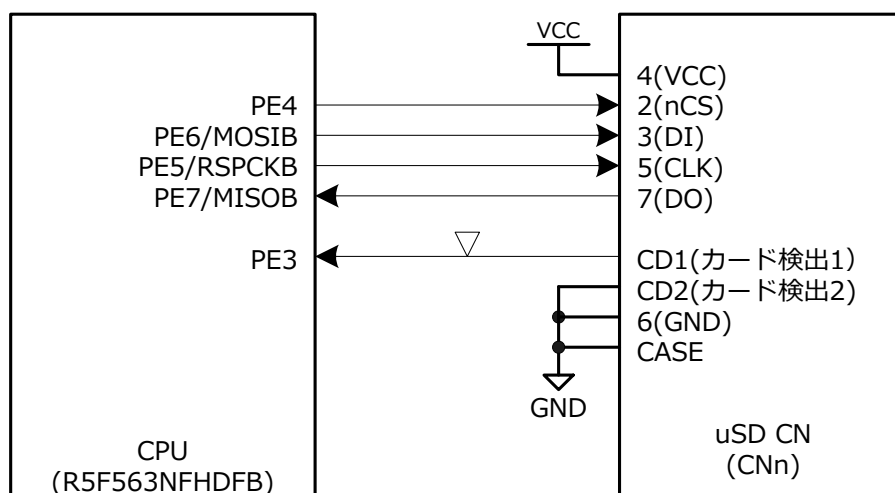 VCC
4(VCC)
PE4
2(nCS)
PE6/MOSIB
3(DI)
PE5/RSPCKB
5(CLK)
PE7/MISOB
7(DO)
PE3
CD1(カード検出1)
CD2(カード検出2)
6(GND)
CASE
GND
CPU
(R5F563NFHDFB)
uSD CN
(CNn)